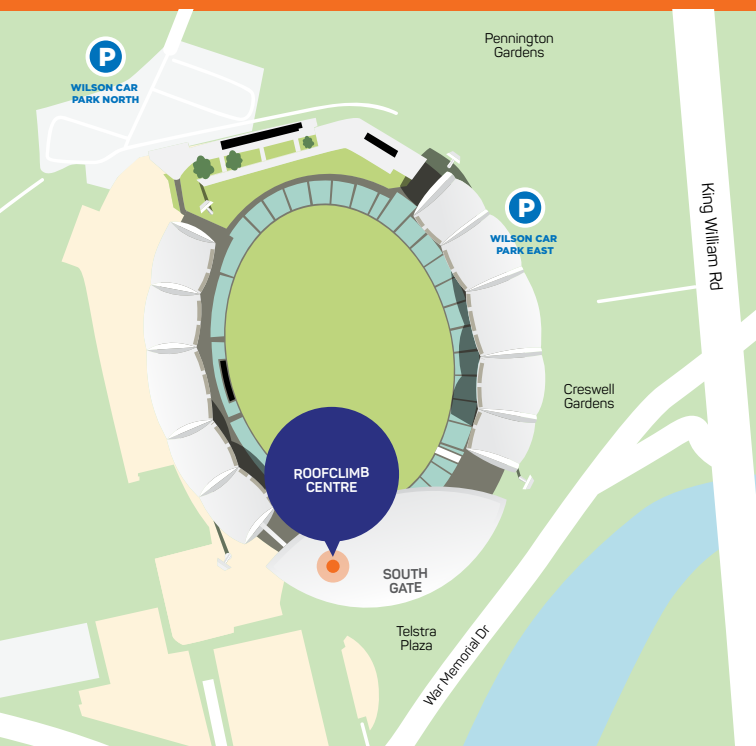 Pennington
Gardens
P
WILSON CAR
PARK NORTH
P
WILSON CAR
PARK EAST
King William Rd
Creswell
Gardens
ROOFCLIMB
CENTRE
SOUTH
GATE
Telstra
Plaza
War Memorial Dr